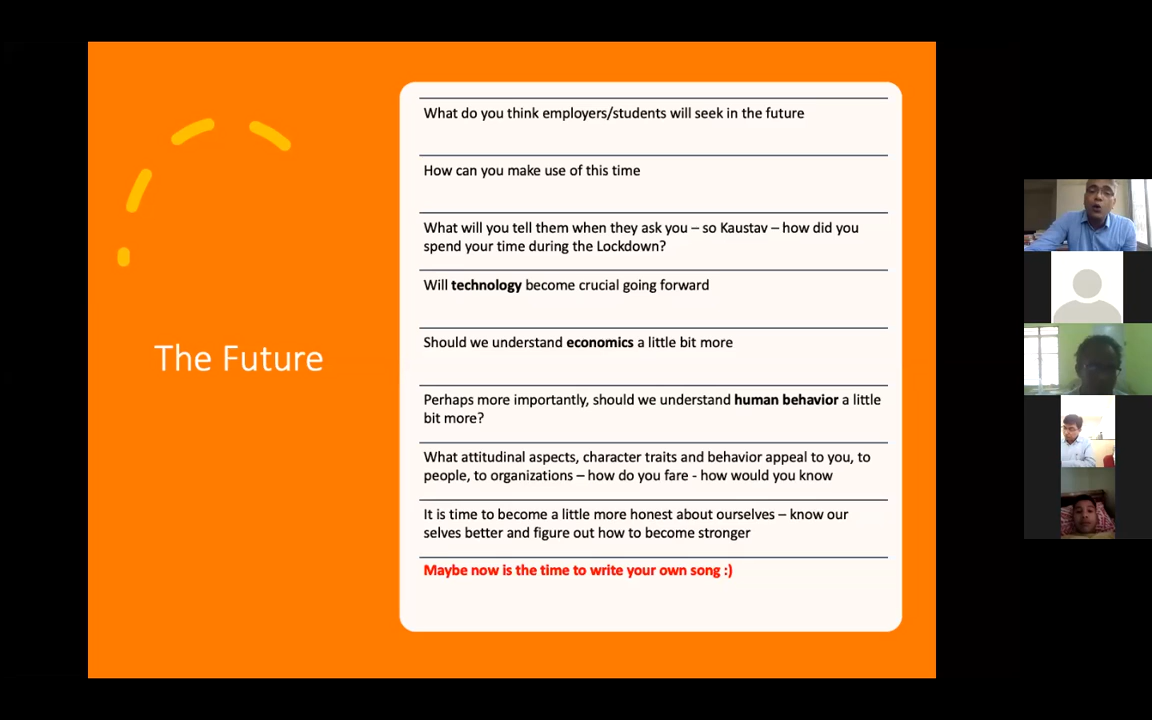 The Future
What do you think employers/students will seek in the future
How can you make use of this time
What will you tell them when they ask you – so Kaustav – how did you
spend your time during the Lockdown?
Will technology become crucial going forward
Should we understand economics a little bit more
Perhaps more importantly, should we understand human behavior a little
bit more?
What attitudinal aspects, character traits and behavior appeal to you, to
people, to organizations – how do you fare - how would you know
It is time to become a little more honest about ourselves – know our
selves better and figure out how to become stronger
Maybe now is the time to write your own song :)